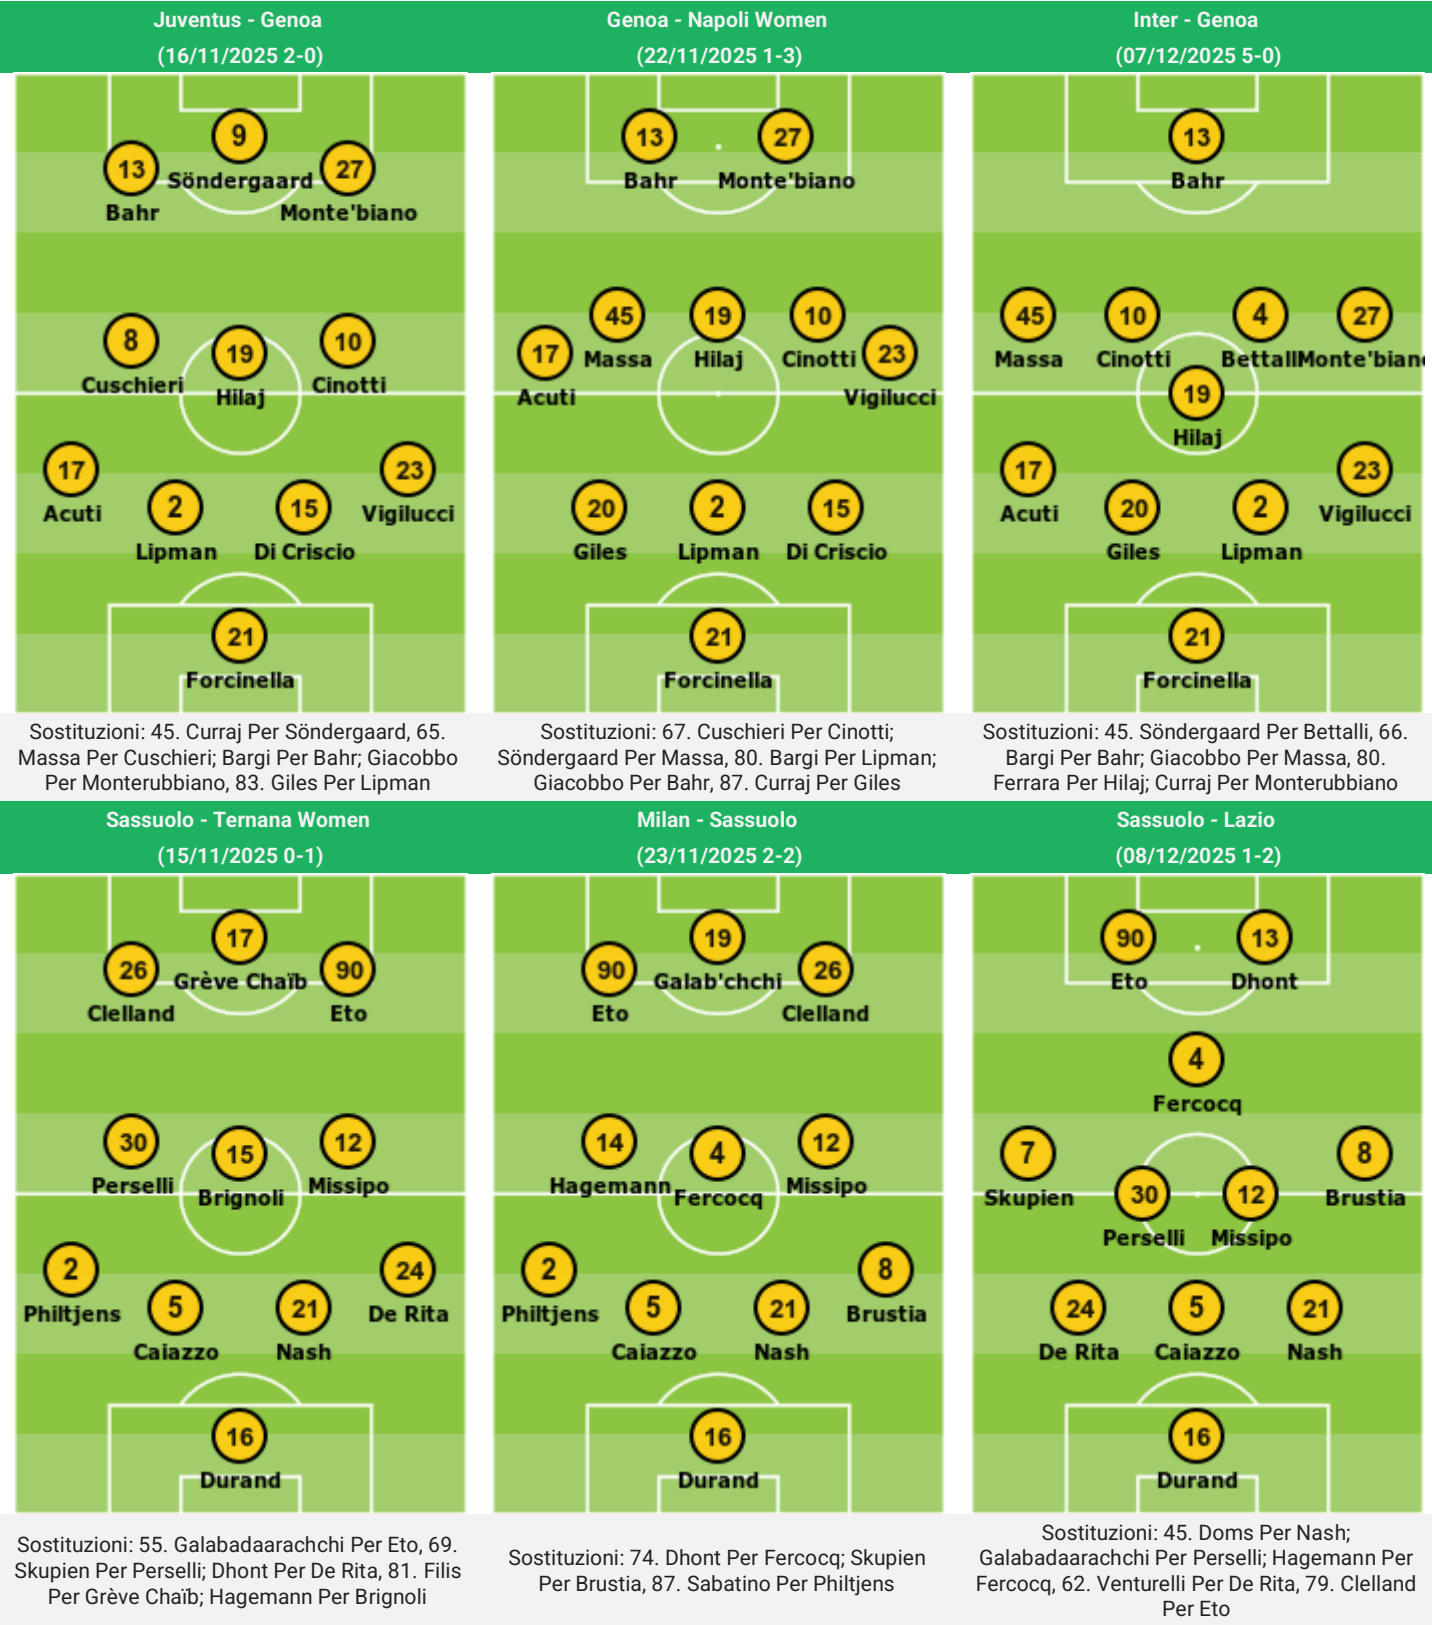 Juventus - Genoa
(16/11/2025 2-0)
9
13
Söndergaard
27
Bahr
Monte'biano
8
19
10
Cuschieri
Hilaj
Cinotti
17
23
2
15
Acuti
Vigilucci
Lipman
Di Criscio
21
Forcinella
Sostituzioni: 45. Curraj Per Söndergaard, 65.
Massa Per Cuschieri; Bargi Per Bahr; Giacobbo
Per Monterubbiano, 83. Giles Per Lipman
Genoa - Napoli Women
(22/11/2025 1-3)
13
27
Bahr
Monte'biano
45
19
10
17
Massa
Hilaj
Cinotti
23
Acuti
Vigilucci
20
2
15
Giles
Lipman
Di Criscio
21
Forcinella
Sostituzioni: 67. Cuschieri Per Cinotti;
Söndergaard Per Massa, 80. Bargi Per Lipman;
Giacobbo Per Bahr, 87. Curraj Per Giles
Inter - Genoa
(07/12/2025 5-0)
13
Bahr
45
10
4
27
Massa
Cinotti
Bettalli
Monte'biano
19
Hilaj
17
23
20
2
Acuti
Vigilucci
Giles
Lipman
21
Forcinella
Sostituzioni: 45. Söndergaard Per Bettalli, 66.
Bargi Per Bahr; Giacobbo Per Massa, 80.
Ferrara Per Hilaj; Curraj Per Monterubbiano
Sassuolo - Ternana Women
(15/11/2025 0-1)
17
26
Grève Chaïb
90
Clelland
Eto
30
15
12
Perselli
Brignoli
Missipo
2
24
5
21
Philtjens
De Rita
Caiazzo
Nash
16
Durand
Sostituzioni: 55. Galabadaarachchi Per Eto, 69.
Skupien Per Perselli; Dhont Per De Rita, 81. Filis
Per Grève Chaïb; Hagemann Per Brignoli
Milan - Sassuolo
(23/11/2025 2-2)
19
90
Galab'chchi
26
Eto
Clelland
14
4
12
Hagemann
Fercocq
Missipo
2
8
5
21
Philtjens
Brustia
Caiazzo
Nash
16
Durand
Sostituzioni: 74. Dhont Per Fercocq; Skupien
Per Brustia, 87. Sabatino Per Philtjens
Sassuolo - Lazio
(08/12/2025 1-2)
90
13
Eto
Dhont
4
Fercocq
7
8
30
12
Skupien
Brustia
Perselli
Missipo
24
5
21
De Rita
Caiazzo
Nash
16
Durand
Sostituzioni: 45. Doms Per Nash;
Galabadaarachchi Per Perselli; Hagemann Per
Fercocq, 62. Venturelli Per De Rita, 79. Clelland
Per Eto